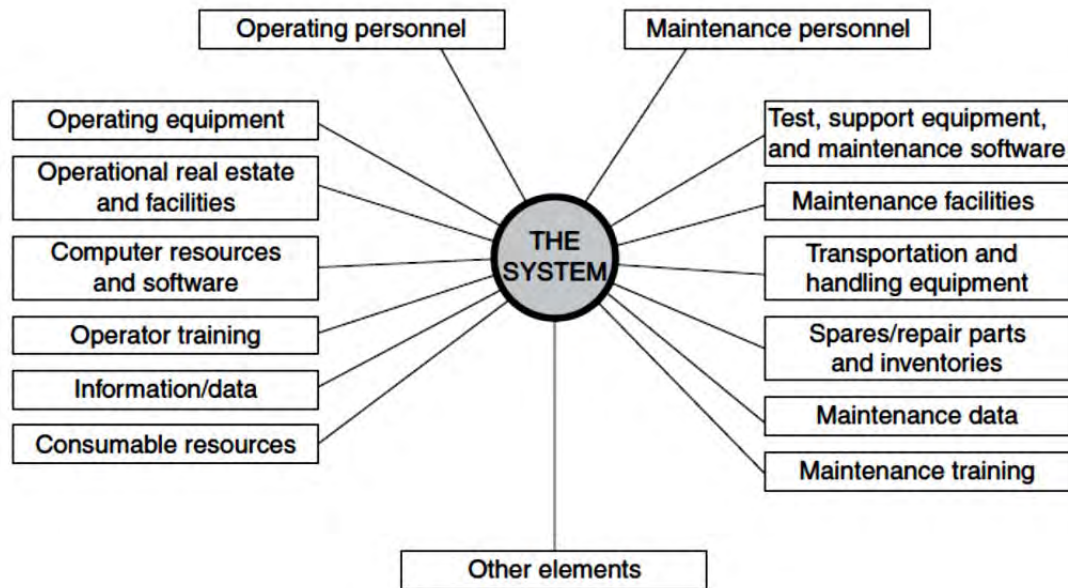 Operating personnel
Maintenance personnel
Operating equipment
Operational real estate
and facilities
Computer resources
and software
Operator training
Information/data
Consumable resources
THE
SYSTEM
Test, support equipment,
and maintenance software
Maintenance facilities
Transportation and
handling equipment
Spares/repair parts
and inventories
Maintenance data
Maintenance training
Other elements